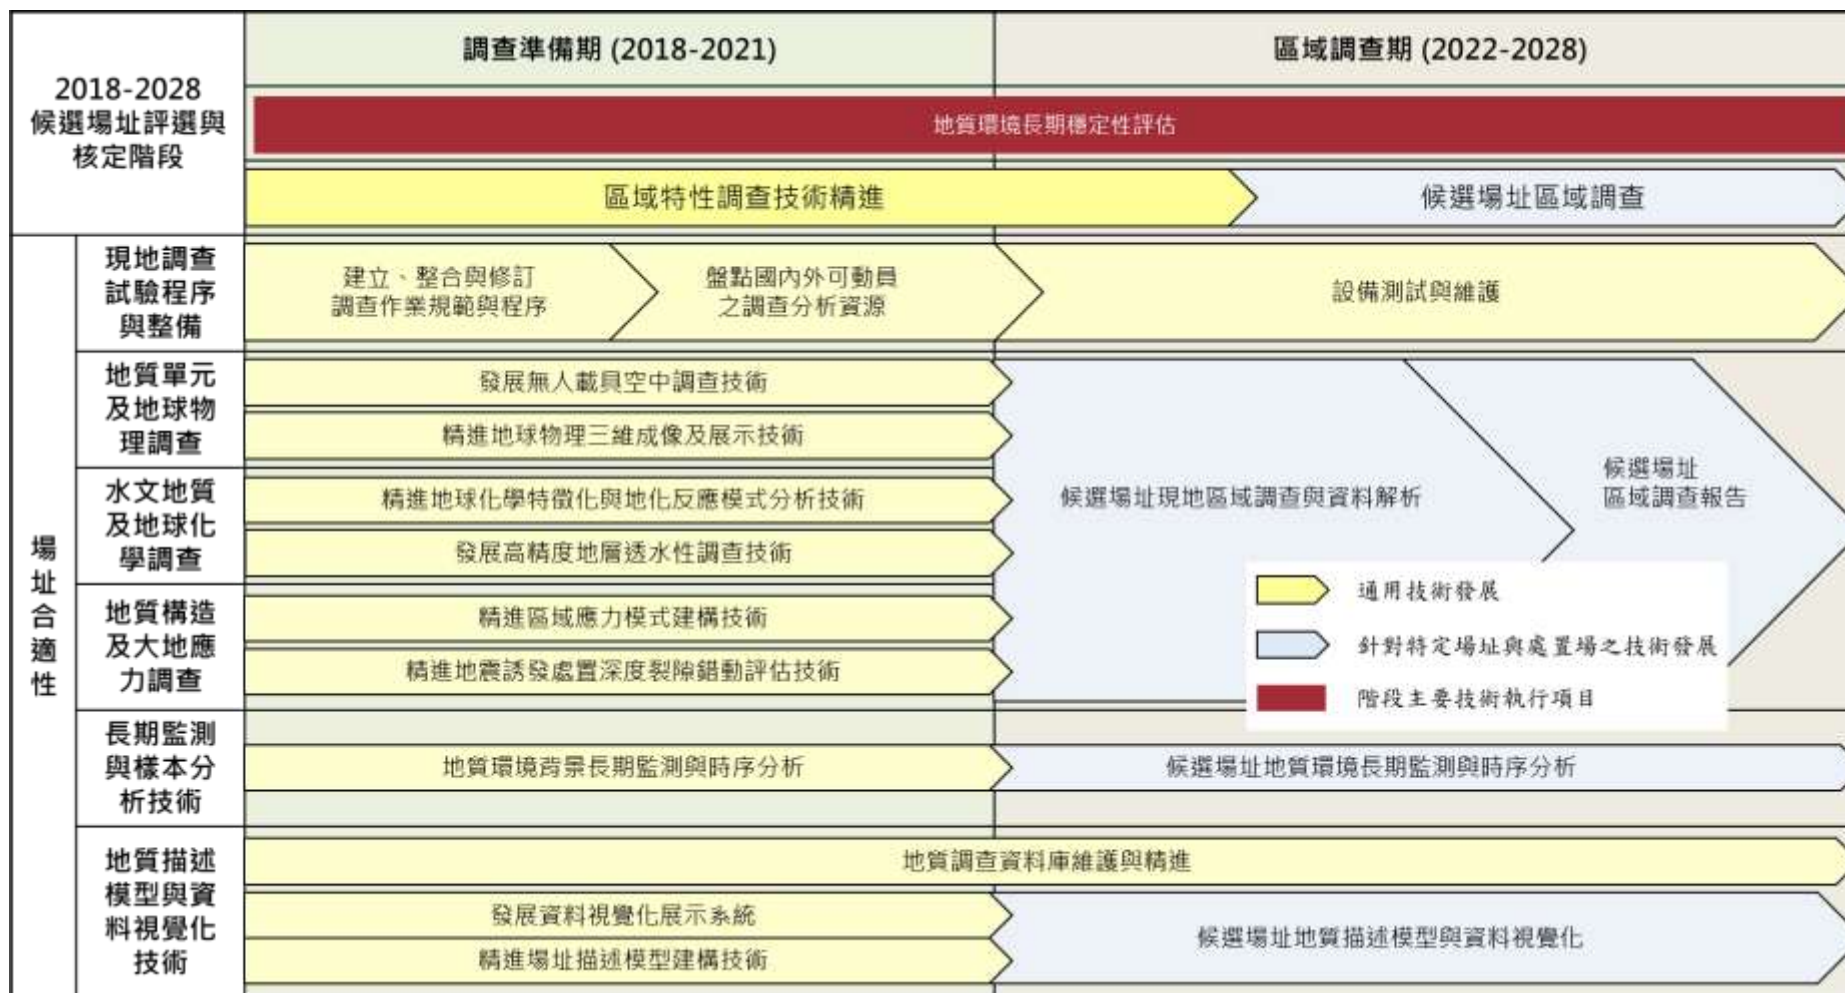 2018-2028
候選場址評選與
核定階段
調查準備期 (2018-2021)
區域調查期 (2022-2028)
地質環境長期穩定性評估
區域特性調查技術精進
候選場址區域調查
場址合適性
現地調查
試驗程序
與整備
建立、整合與修訂
調查作業規範與程序
盤點國內外可動員
之調查分析資源
設備測試與維護
地質單元
及地球物
理調查
發展無人載具空中調查技術
精進地球物理三維成像及展示技術
水文地質
及地球化
學調查
精進地球化學特徵化與地化反應模式分析技術
發展高精度地層透水性調查技術
地質構造
及大地應
力調查
精進區域應力模式建構技術
精進地震誘發處置深度裂隙錯動評估技術
候選場址現地區域調查與資料解析
候選場址
區域調查報告
通用技術發展
針對特定場址與處置場之技術發展
階段主要技術執行項目
長期監測
與樣本分
析技術
地質環境背景長期監測與時序分析
候選場址地質環境長期監測與時序分析
地質描述
模型與資
料視覺化
技術
地質調查資料庫維護與精進
發展資料視覺化展示系統
精進場址描述模型建構技術
候選場址地質描述模型與資料視覺化